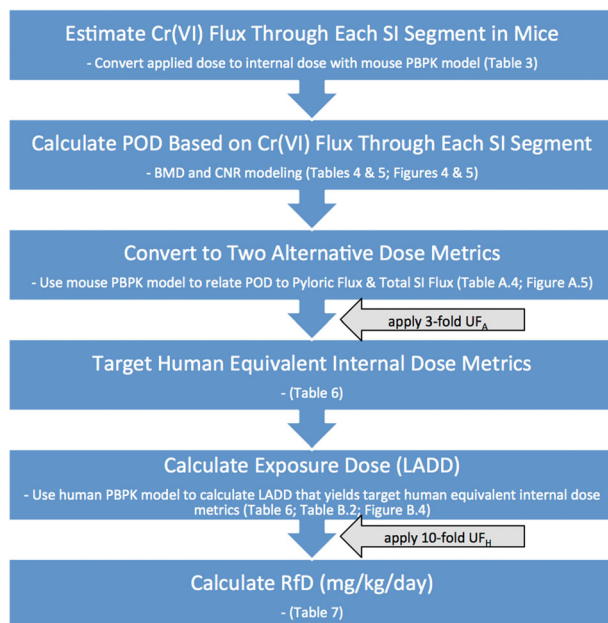 Estimate Cr(VI) Flux Through Each SI Segment in Mice
- Convert applied dose to internal dose with mouse PBPK model (Table 3)
Calculate POD Based on Cr(VI) Flux Through Each SI Segment
- BMD and CNR modeling (Tables 4 & 5; Figures 4 & 5)
Convert to Two Alternative Dose Metrics
- Use mouse PBPK model to relate POD to Pyloric Flux & Total SI Flux (Table A.4; Figure A.5)
apply 3-fold UFA
Target Human Equivalent Internal Dose Metrics
- (Table 6)
Calculate Exposure Dose (LADD)
- Use human PBPK model to calculate LADD that yields target human equivalent internal dose
metrics (Table 6; Table B.2; Figure B.4)
apply 10-fold UFH
Calculate RfD (mg/kg/day)
- (Table 7)